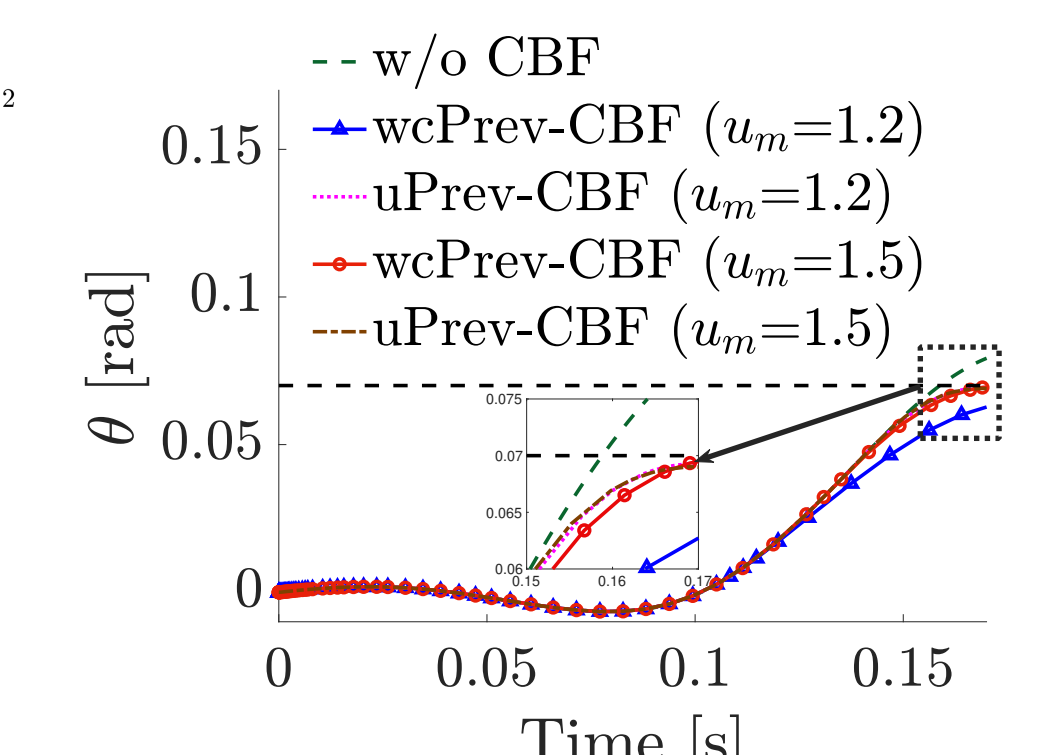 2
w/o CBF
wcPrev-CBF (u_m=1.2)
uPrev-CBF (u_m=1.2)
wcPrev-CBF (u_m=1.5)
uPrev-CBF (u_m=1.5)
θ [rad]
0.15
0.1
0.05
0
0.075
0.07
0.065
0.06
0.15 0.16 0.17
0 0.05 0.1 0.15
Time [s]